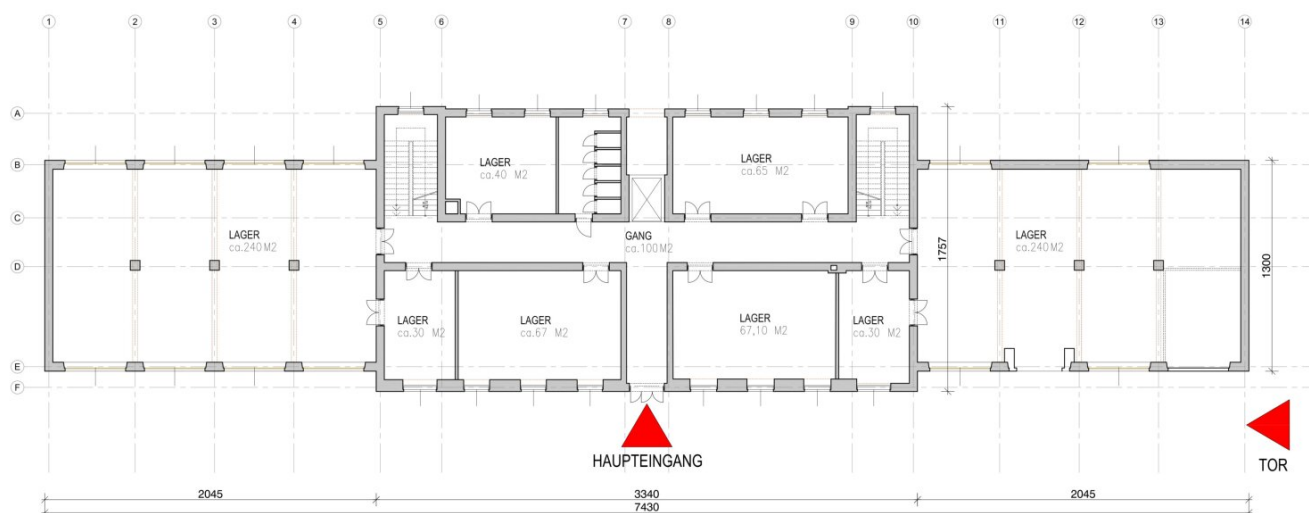 1 2 3 4 5 6 7 8 9 10 11 12 13 14
A
B
C
D
E
F
LAGER
ca.40 M2
LAGER
ca.65 M2
LAGER
ca.240 M2
GANG
ca.100 M2
LAGER
ca.240 M2
1757
1300
LAGER
ca.30 M2
LAGER
ca.67 M2
LAGER
67,10 M2
LAGER
ca.30 M2
HAUPTEINGANG
TOR
2045 3340 2045
7430